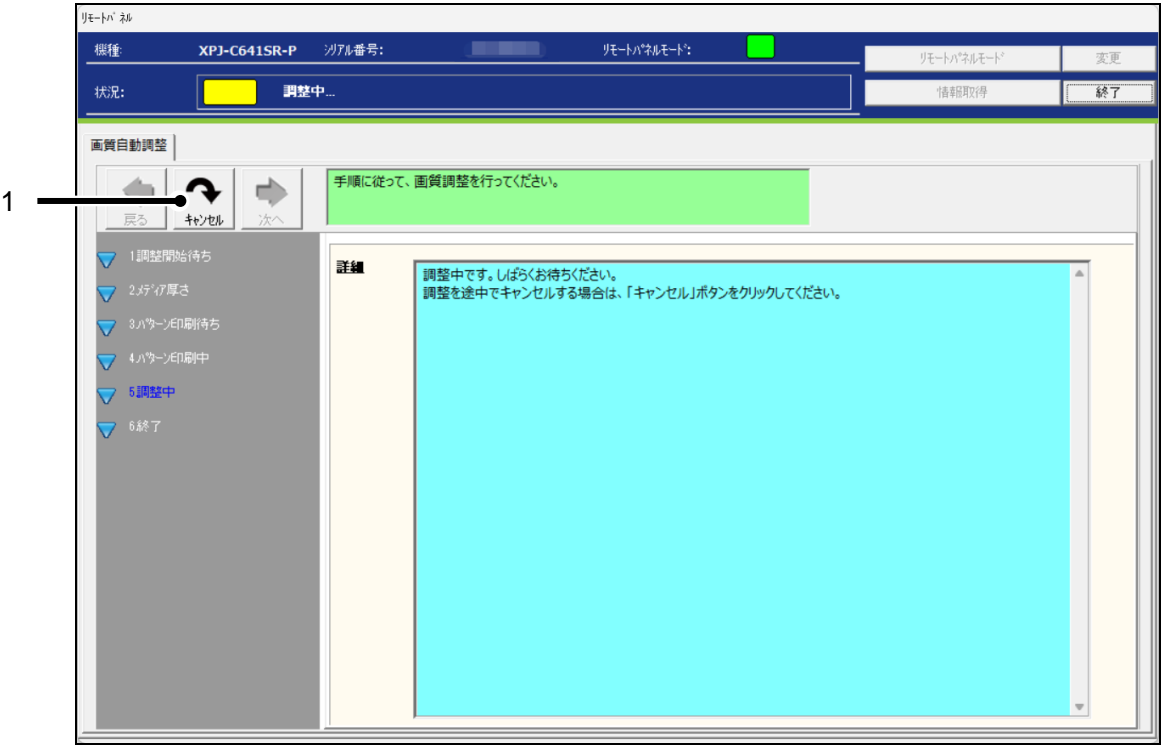 リモートパネル
機種: XPJ-C641SR-P シリアル番号: リモートパネルモード:
リモートパネルモード 変更
状況: 調整中...
情報取得 終了
画質自動調整
1
戻る キャンセル 次へ
手順に従って、画質調整を行ってください。
1.調整開始待ち
2.メディア厚さ
3.パターン印刷待ち
4.パターン印刷中
5.調整中
6.終了
詳細
調整中です。しばらくお待ちください。
調整を途中でキャンセルする場合は、「キャンセル」ボタンをクリックしてください。